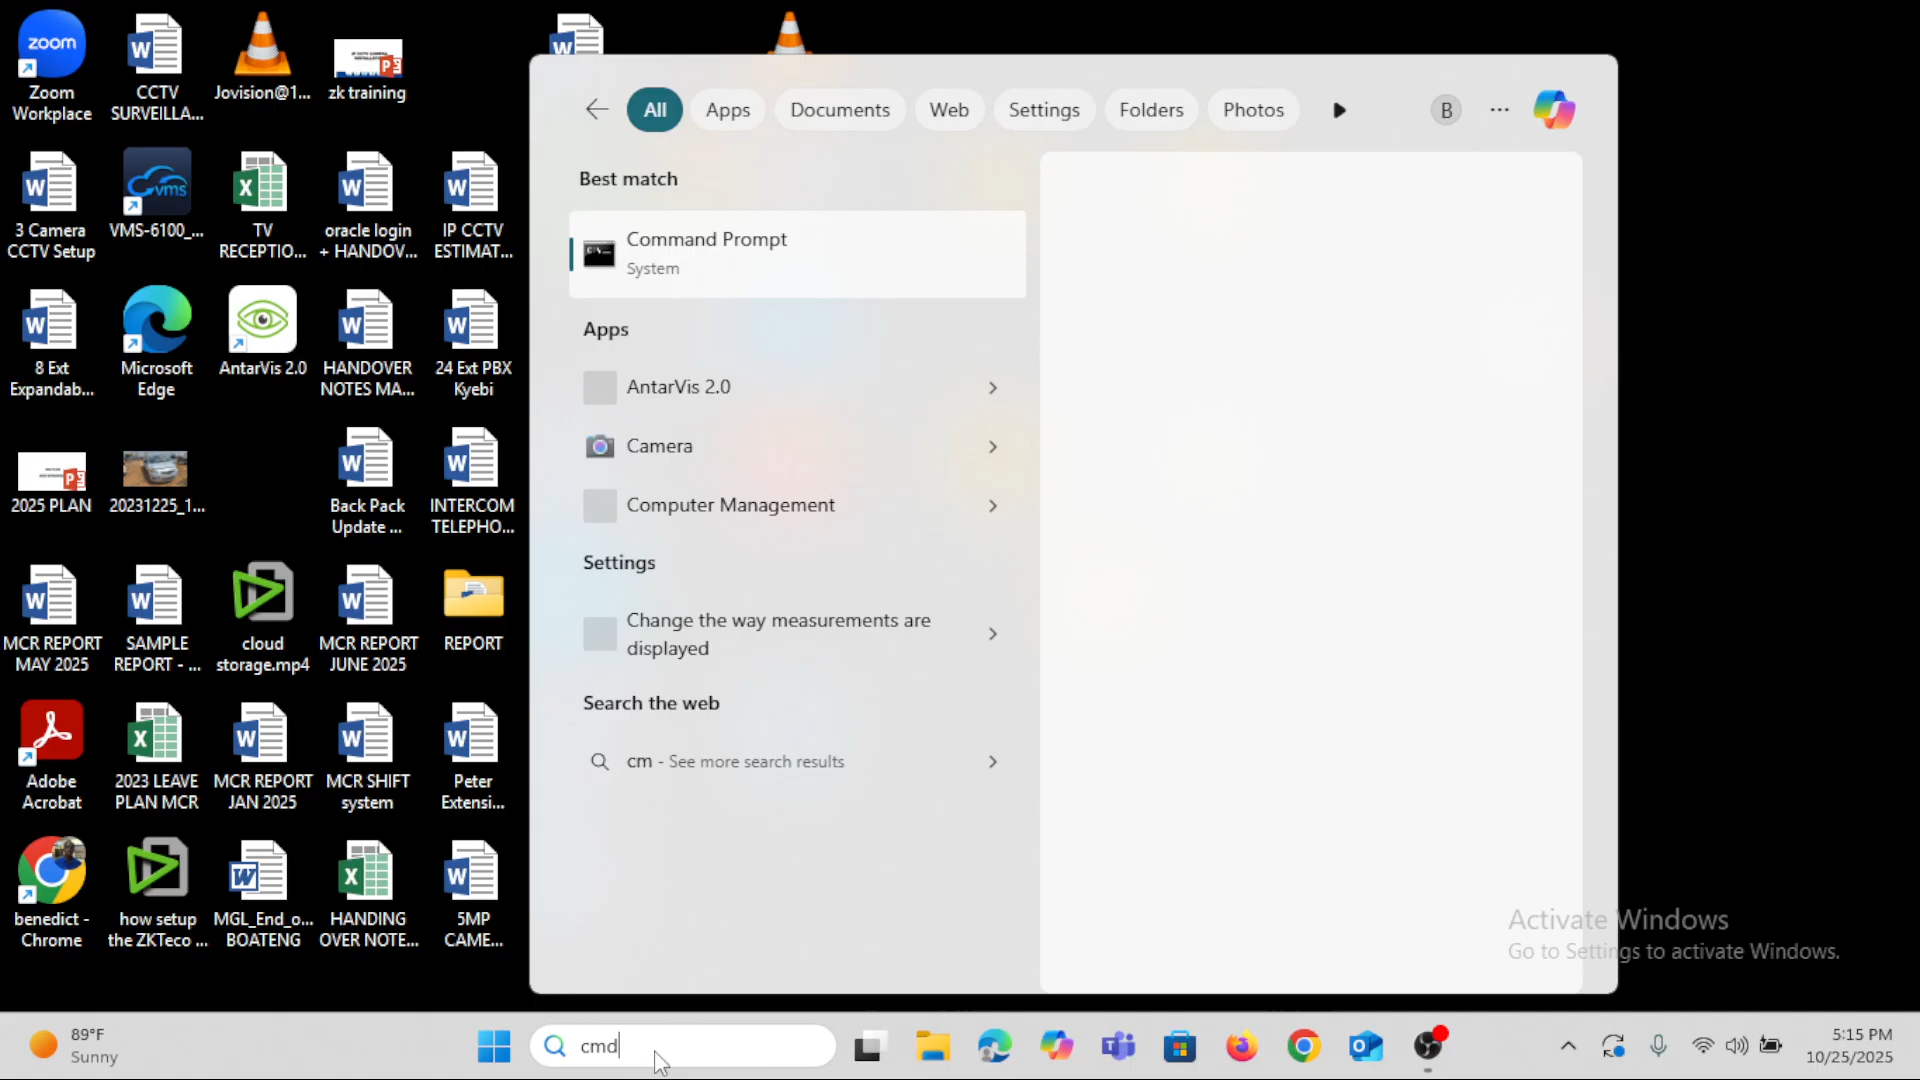 zoom
Zoom
Workplace
CCTV
SURVEILLA...
Jovision@1...
zk training
3 Camera
CCTV Setup
vms
VMS-6100_...
TV
RECEPTIO...
oracle login
+ HANDOV...
IP CCTV
ESTIMAT...
8 Ext
Expandab...
Microsoft
Edge
AntarVis 2.0
HANDOVER
NOTES MA...
24 Ext PBX
Kyebi
2025 PLAN
20231225_1...
Back Pack
Update ...
INTERCOM
TELEPHO...
MCR REPORT
MAY 2025
SAMPLE
REPORT - ...
cloud
storage.mp4
MCR REPORT
JUNE 2025
REPORT
Adobe
Acrobat
2023 LEAVE
PLAN MCR
MCR REPORT
JAN 2025
MCR SHIFT
system
Peter
Extensi...
benedict -
Chrome
how setup
the ZKTeco ...
MGL_End_o...
BOATENG
HANDING
OVER NOTE...
5MP
CAME...
All
Apps
Documents
Web
Settings
Folders
Photos
B
Best match
Command Prompt
System
Apps
AntarVis 2.0
Camera
Computer Management
Settings
Change the way measurements are
displayed
Search the web
cm - See more search results
Activate Windows
Go to Settings to activate Windows.
89°F
Sunny
cmd
5:15 PM
10/25/2025